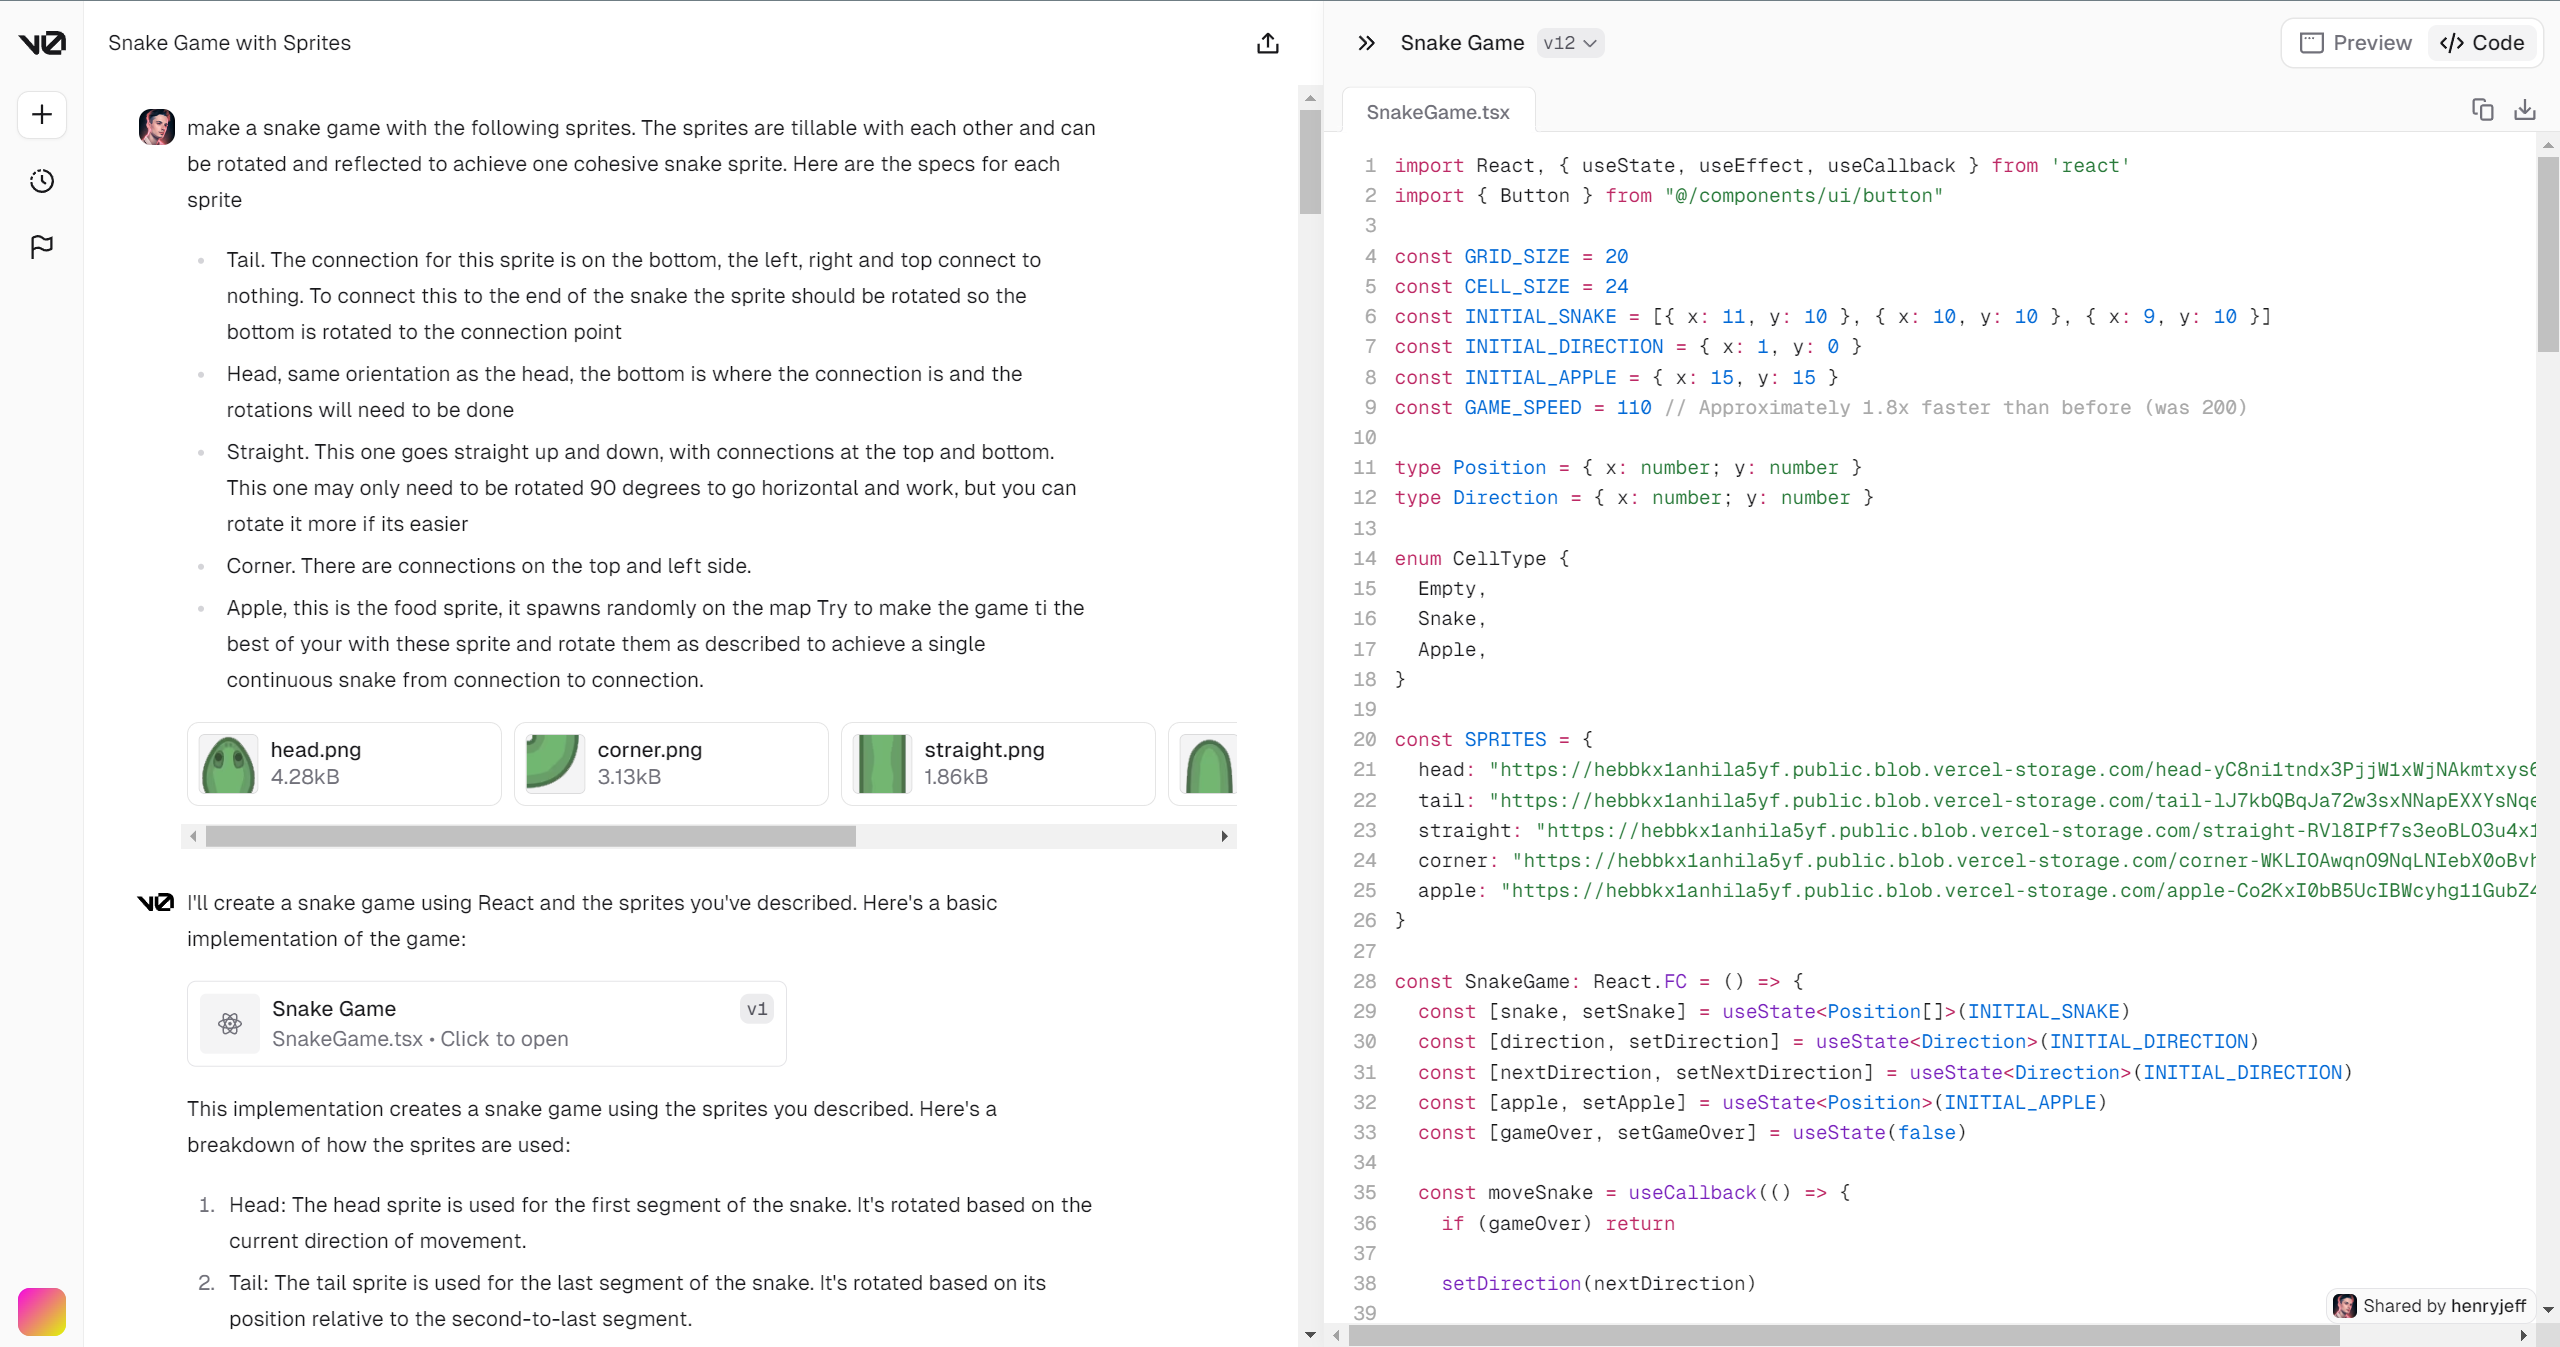 Snake Game with Sprites
make a snake game with the following sprites. The sprites are tillable with each other and can
be rotated and reflected to achieve one cohesive snake sprite. Here are the specs for each
sprite
Tail. The connection for this sprite is on the bottom, the left, right and top connect to
nothing. To connect this to the end of the snake the sprite should be rotated so the
bottom is rotated to the connection point
Head, same orientation as the head, the bottom is where the connection is and the
rotations will need to be done
Straight. This one goes straight up and down, with connections at the top and bottom.
This one may only need to be rotated 90 degrees to go horizontal and work, but you can
rotate it more if its easier
Corner. There are connections on the top and left side.
Apple, this is the food sprite, it spawns randomly on the map Try to make the game ti the
best of your with these sprite and rotate them as described to achieve a single
continuous snake from connection to connection.
head.png
4.28kB
corner.png
3.13kB
straight.png
1.86kB
v0 I'll create a snake game using React and the sprites you've described. Here's a basic
implementation of the game:
Snake Game v1
SnakeGame.tsx • Click to open
This implementation creates a snake game using the sprites you described. Here's a
breakdown of how the sprites are used:
1. Head: The head sprite is used for the first segment of the snake. It's rotated based on the
current direction of movement.
2. Tail: The tail sprite is used for the last segment of the snake. It's rotated based on its
position relative to the second-to-last segment.
Snake Game v12
Preview
Code
SnakeGame.tsx
1 import React, { useState, useEffect, useCallback } from 'react'
2 import { Button } from "@/components/ui/button"
3
4 const GRID_SIZE = 20
5 const CELL_SIZE = 24
6 const INITIAL_SNAKE = [{ x: 11, y: 10 }, { x: 10, y: 10 }, { x: 9, y: 10 }]
7 const INITIAL_DIRECTION = { x: 1, y: 0 }
8 const INITIAL_APPLE = { x: 15, y: 15 }
9 const GAME_SPEED = 110 // Approximately 1.8x faster than before (was 200)
10
11 type Position = { x: number; y: number }
12 type Direction = { x: number; y: number }
13
14 enum CellType {
15 Empty,
16 Snake,
17 Apple,
18 }
19
20 const SPRITES = {
21 head: "https://hebbkx1anhila5yf.public.blob.vercel-storage.com/head-yC8ni1tndx3PjjW1xWjNAkmtxys6
22 tail: "https://hebbkx1anhila5yf.public.blob.vercel-storage.com/tail-lJ7kbQBqJa72w3sxNNapEXXYsNqe
23 straight: "https://hebbkx1anhila5yf.public.blob.vercel-storage.com/straight-RVl8IPf7s3eoBLO3u4x1
24 corner: "https://hebbkx1anhila5yf.public.blob.vercel-storage.com/corner-WKLIOAwqnO9NqLNIebX0oBvh
25 apple: "https://hebbkx1anhila5yf.public.blob.vercel-storage.com/apple-Co2KxI0bB5UcIBWcyhg11GubZ4
26 }
27
28 const SnakeGame: React.FC = () => {
29 const [snake, setSnake] = useState<Position[]>(INITIAL_SNAKE)
30 const [direction, setDirection] = useState<Direction>(INITIAL_DIRECTION)
31 const [nextDirection, setNextDirection] = useState<Direction>(INITIAL_DIRECTION)
32 const [apple, setApple] = useState<Position>(INITIAL_APPLE)
33 const [gameOver, setGameOver] = useState(false)
34
35 const moveSnake = useCallback(() => {
36 if (gameOver) return
37
38 setDirection(nextDirection)
39
Shared by henryjeff